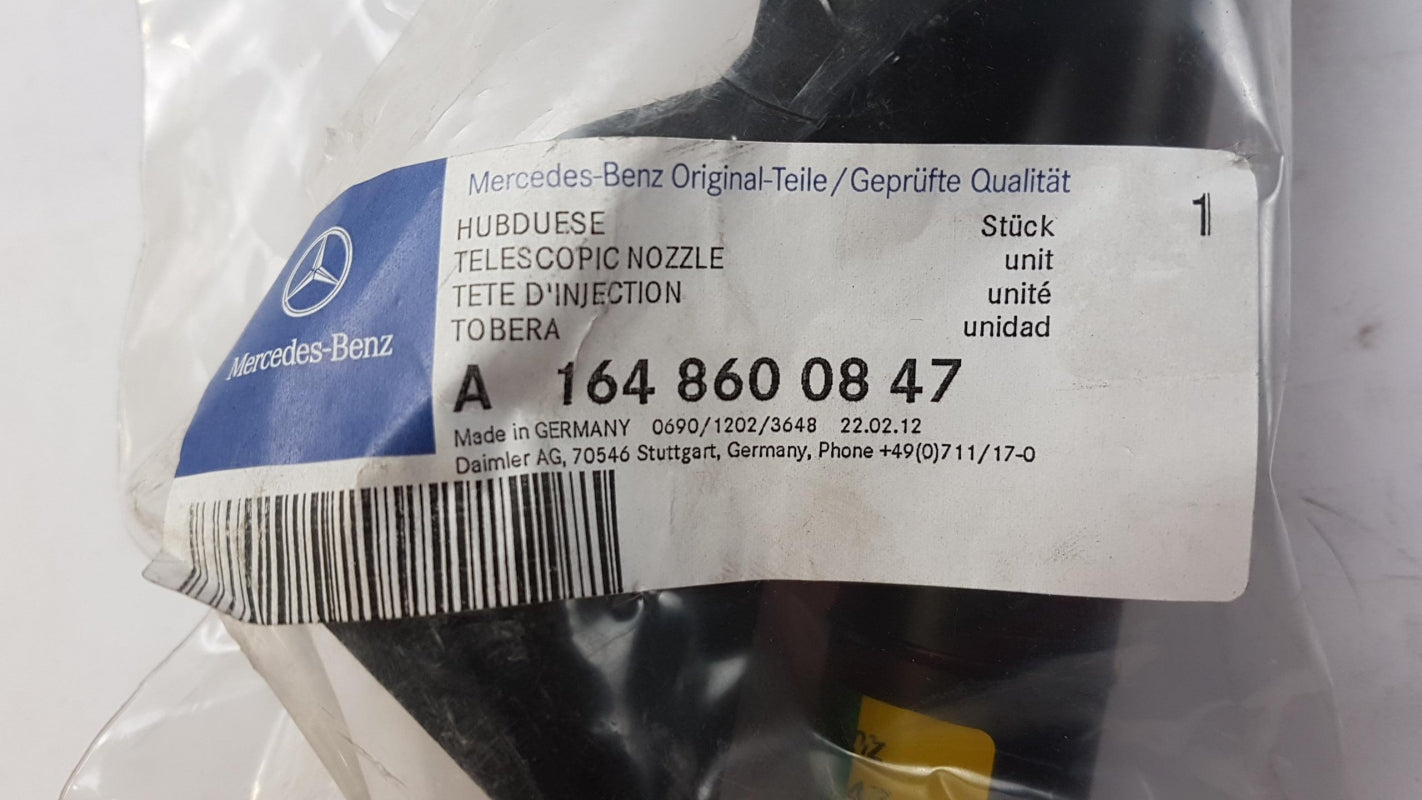 Mercedes-Benz Original-Teile/Geprüfte Qualität
HUBDUESE Stück 1
TELESCOPIC NOZZLE unit
TETE D'INJECTION unité
TOBERA unidad
Mercedes-Benz
A 164 860 08 47
Made in GERMANY 0690/1202/3648 22.02.12
Daimler AG, 70546 Stuttgart, Germany, Phone +49(0)711/17-0